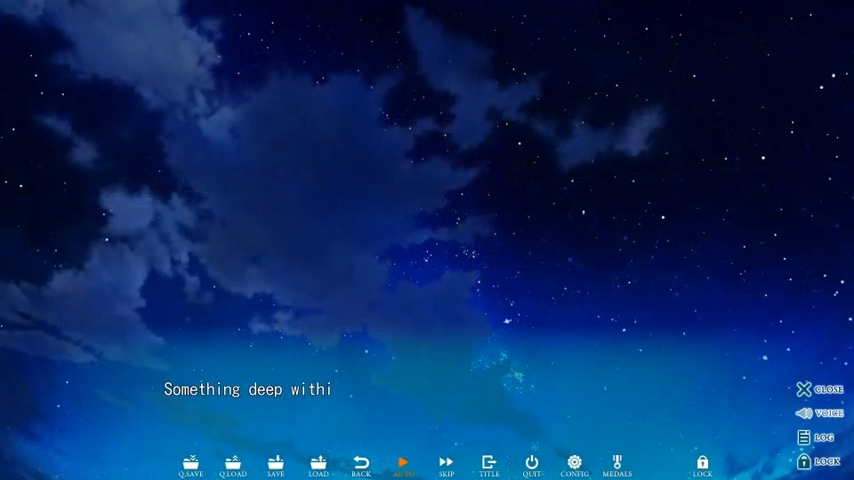 Something deep withi
CLOSE
VOICE
LOG
LOCK
Q.SAVE Q.LOAD SAVE LOAD BACK AUTO SKIP TITLE QUIT CONFIG MEDALS LOCK